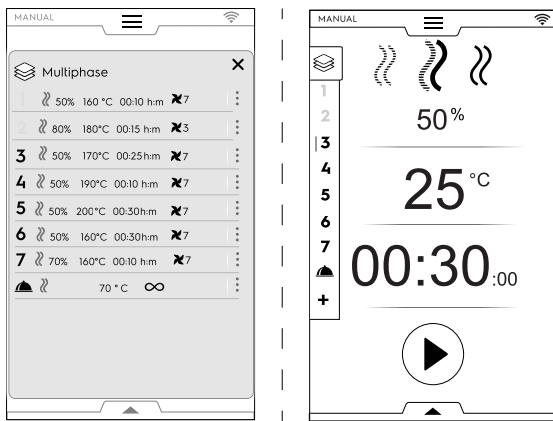 MANUAL
Multiphase
1 50% 160 °C 00:10 h:m 7
2 80% 180°C 00:15 h:m 3
3 50% 170°C 00:25h:m 7
4 50% 190°C 00:10 h:m 7
5 50% 200°C 00:30h:m 7
6 50% 160°C 00:30h:m 7
7 70% 160°C 00:10 h:m 7
70 °C ∞
MANUAL
1
2
3
4
5
6
7
+
50%
25°C
00:30:00